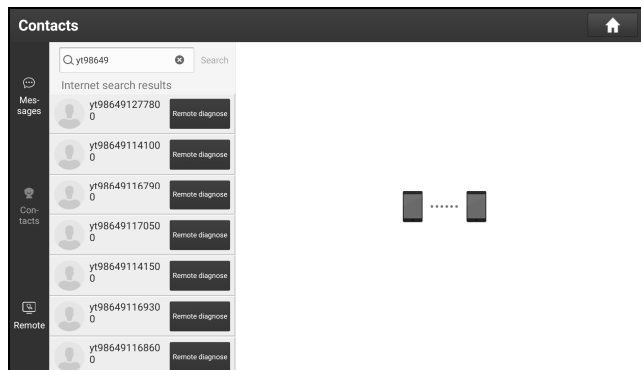 Contacts
yt98649
Search
Internet search results
Mes-
sages
yt98649127780
0
Remote diagnose
yt98649114100
0
Remote diagnose
yt98649116790
0
Remote diagnose
Con-
tacts
yt98649117050
0
Remote diagnose
yt98649114150
0
Remote diagnose
Remote
yt98649116930
0
Remote diagnose
yt98649116860
0
Remote diagnose